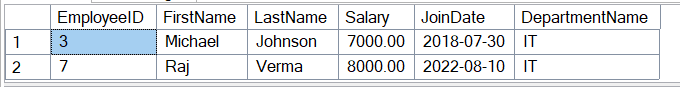 EmployeeID FirstName LastName Salary JoinDate DepartmentName
1 3 Michael Johnson 7000.00 2018-07-30 IT
2 7 Raj Verma 8000.00 2022-08-10 IT